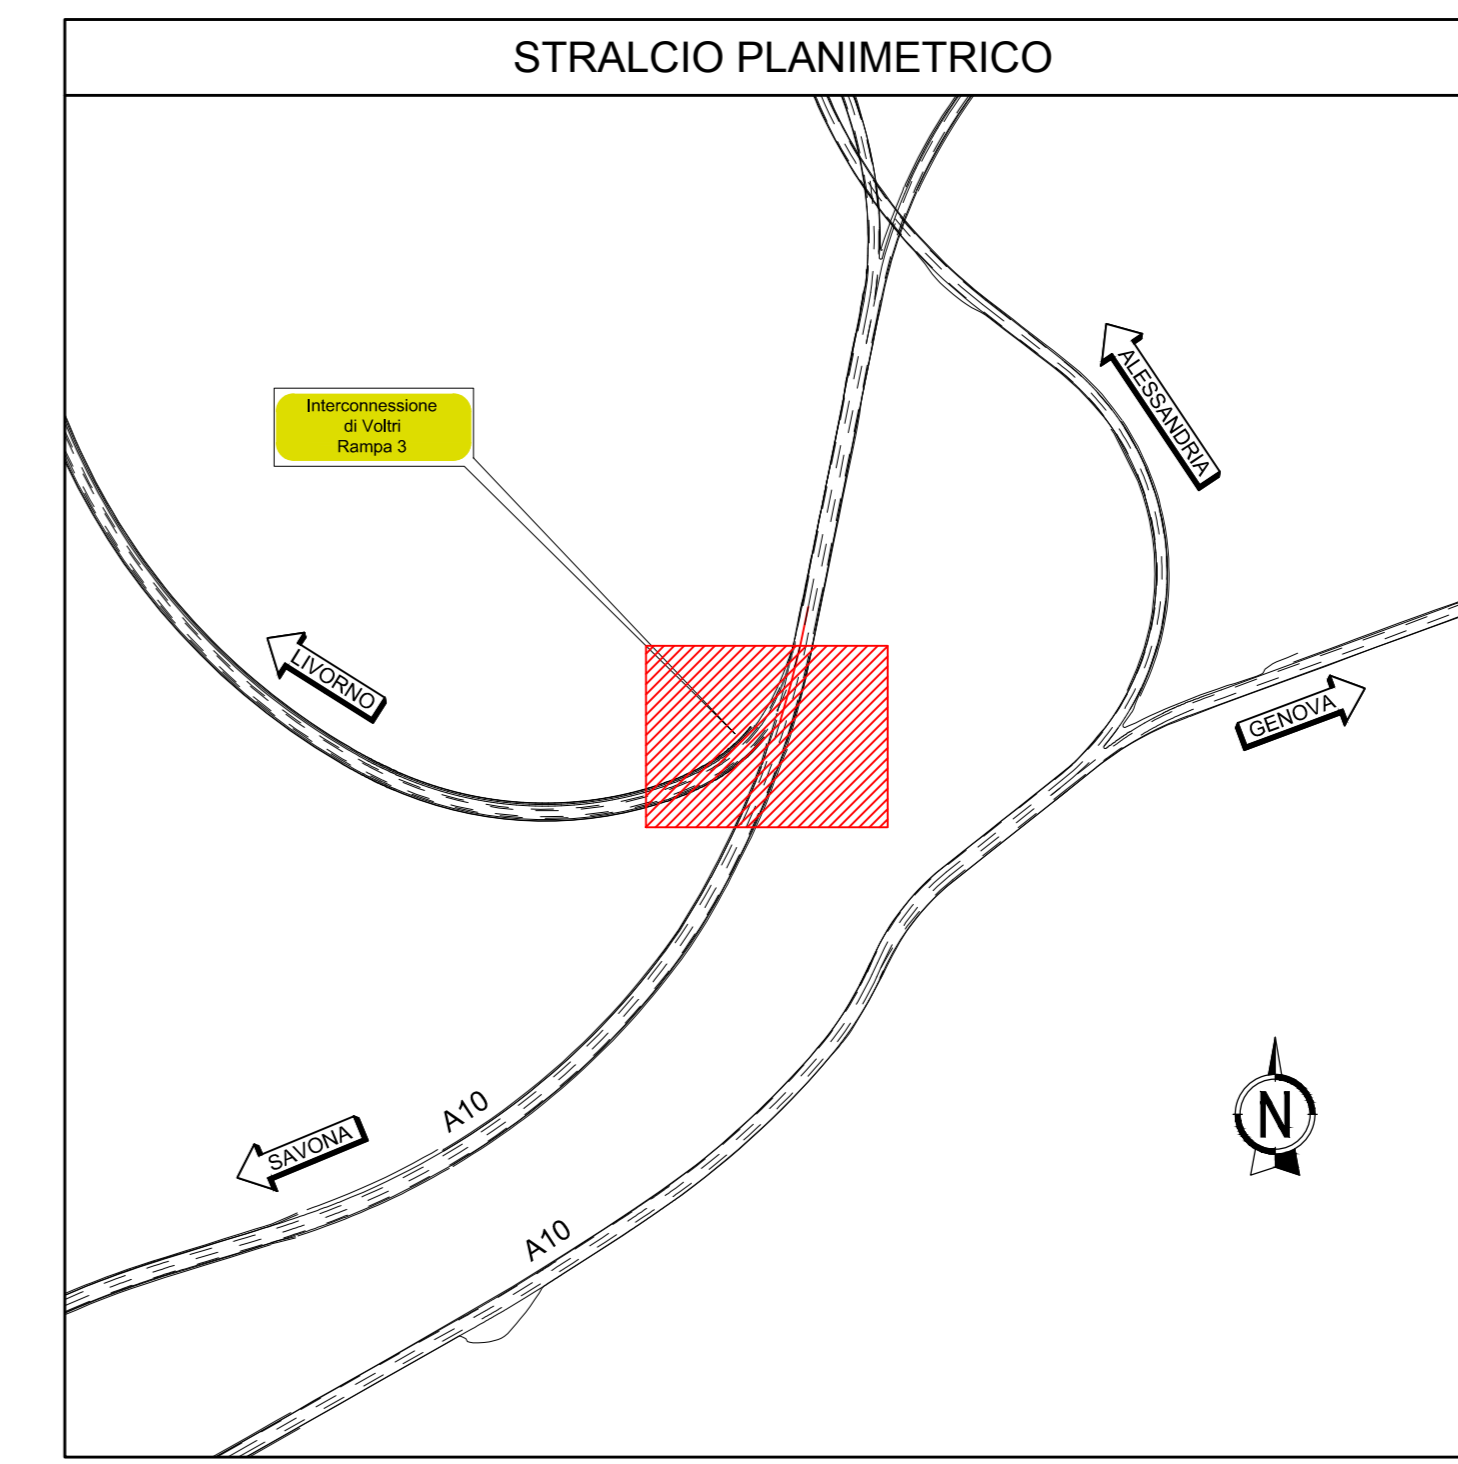 STRALCIO PLANIMETRICO
ALESSANDRIA
Interconnessione
di Voltri
Rampa 3
LIVORNO
GENOVA
A10
SAVONA
N
A10